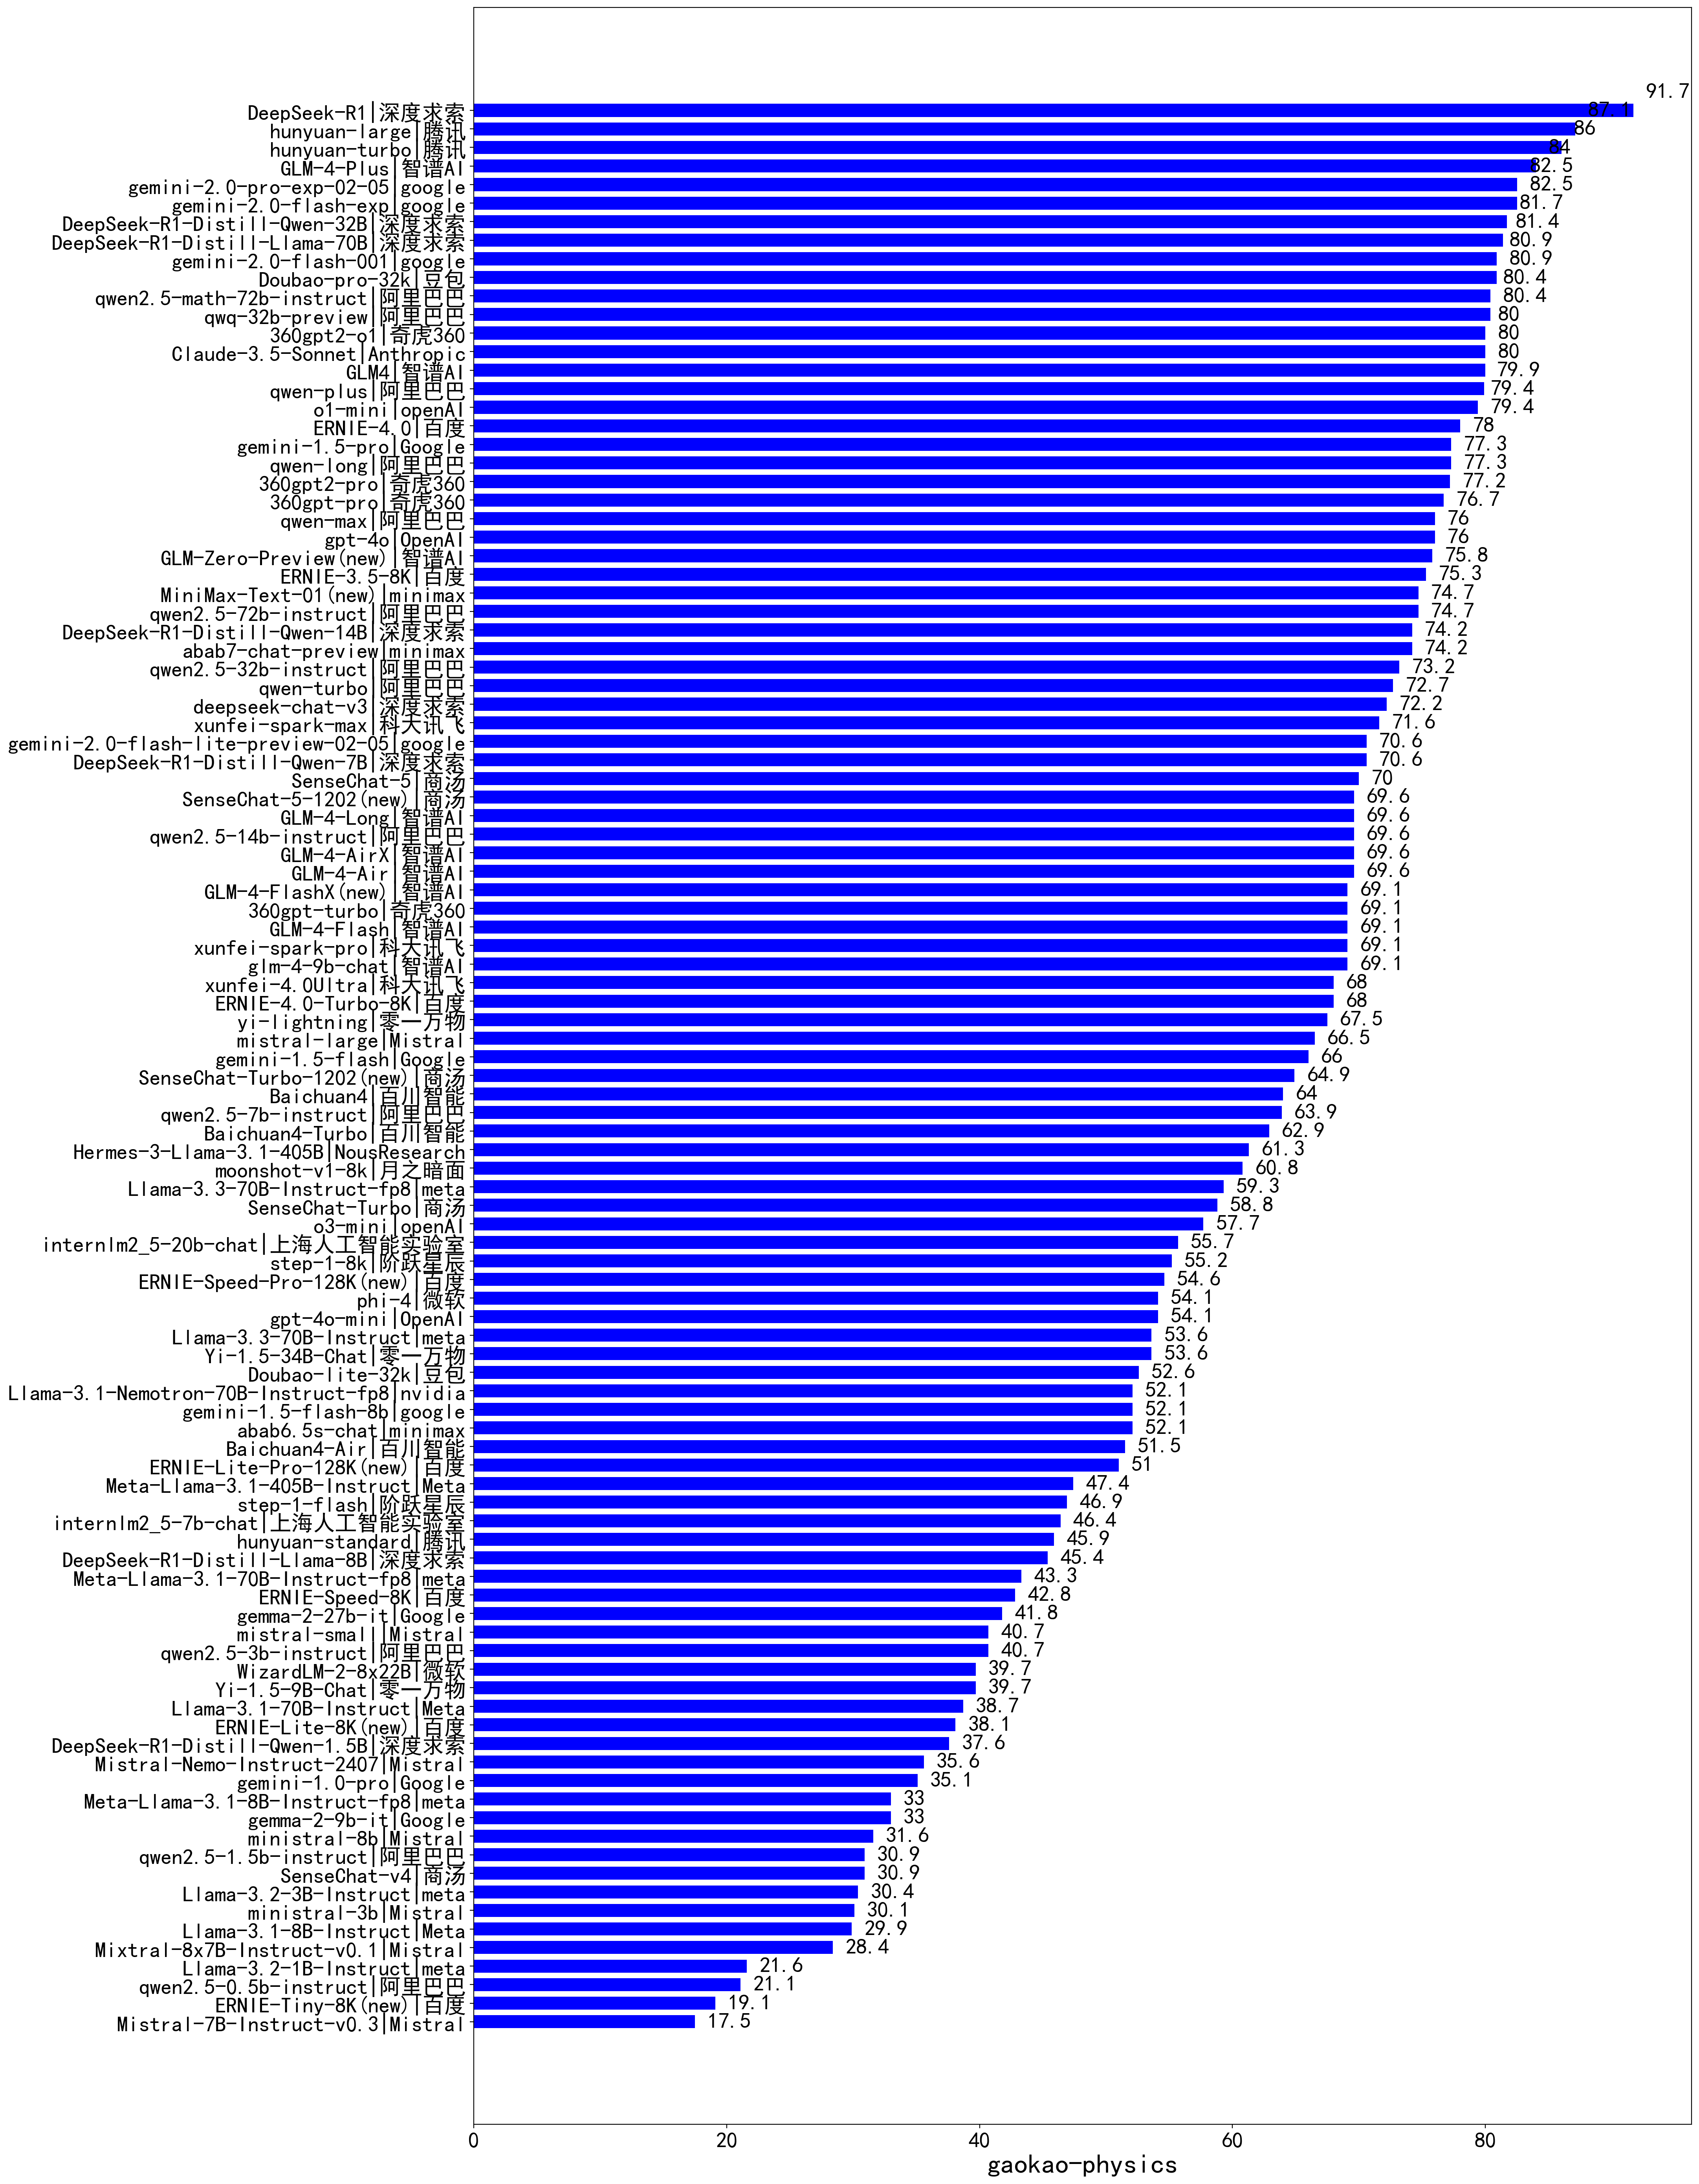 DeepSeek-R1|深度求索 91.7
hunyuan-large|腾讯 87.1
hunyuan-turbo|腾讯 86
GLM-4-Plus|智谱AI 84
gemini-2.0-pro-exp-02-05|google 82.5
gemini-2.0-flash-exp|google 82.5
DeepSeek-R1-Distill-Qwen-32B|深度求索 81.7
DeepSeek-R1-Distill-Llama-70B|深度求索 81.4
gemini-2.0-flash-001|google 80.9
Doubao-pro-32k|豆包 80.9
qwen2.5-math-72b-instruct|阿里巴巴 80.4
qwq-32b-preview|阿里巴巴 80.4
360gpt2-o1|奇虎360 80
Claude-3.5-Sonnet|Anthropic 80
GLM4|智谱AI 80
qwen-plus|阿里巴巴 79.9
o1-mini|openAI 79.4
79.4
ERNIE-4.0|百度 78
gemini-1.5-pro|Google 77.3
qwen-long|阿里巴巴 77.3
360gpt2-pro|奇虎360 77.2
360gpt-pro|奇虎360 76.7
qwen-max|阿里巴巴 76
gpt-4o|OpenAI 76
GLM-Zero-Preview(new)|智谱AI 75.8
ERNIE-3.5-8K|百度 75.3
MiniMax-Text-01(new)|minimax 74.7
qwen2.5-72b-instruct|阿里巴巴 74.7
DeepSeek-R1-Distill-Qwen-14B|深度求索 74.2
abab7-chat-preview|minimax 74.2
qwen2.5-32b-instruct|阿里巴巴 73.2
qwen-turbo|阿里巴巴 72.7
deepseek-chat-v3|深度求索 72.2
xunfei-spark-max|科大讯飞 71.6
gemini-2.0-flash-lite-preview-02-05|google 70.6
DeepSeek-R1-Distill-Qwen-7B|深度求索 70.6
SenseChat-5|商汤 70
SenseChat-5-1202(new)|商汤 69.6
GLM-4-Long|智谱AI 69.6
qwen2.5-14b-instruct|阿里巴巴 69.6
GLM-4-AirX|智谱AI 69.6
GLM-4-Air|智谱AI 69.6
GLM-4-FlashX(new)|智谱AI 69.1
360gpt-turbo|奇虎360 69.1
GLM-4-Flash|智谱AI 69.1
xunfei-spark-pro|科大讯飞 69.1
glm-4-9b-chat|智谱AI 69.1
xunfei-4.0Ultra|科大讯飞 68
ERNIE-4.0-Turbo-8K|百度 68
yi-lightning|零一万物 67.5
mistral-large|Mistral 66.5
gemini-1.5-flash|Google 66
SenseChat-Turbo-1202(new)|商汤 64.9
Baichuan4|百川智能 64
qwen2.5-7b-instruct|阿里巴巴 63.9
Baichuan4-Turbo|百川智能 62.9
Hermes-3-Llama-3.1-405B|NousResearch 61.3
moonshot-v1-8k|月之暗面 60.8
Llama-3.3-70B-Instruct-fp8|meta 59.3
SenseChat-Turbo|商汤 58.8
o3-mini|openAI 57.7
internlm2_5-20b-chat|上海人工智能实验室 55.7
step-1-8k|阶跃星辰 55.2
ERNIE-Speed-Pro-128K(new)|百度 54.6
phi-4|微软 54.1
gpt-4o-mini|OpenAI 54.1
Llama-3.3-70B-Instruct|meta 53.6
Yi-1.5-34B-Chat|零一万物 53.6
Doubao-lite-32k|豆包 52.6
Llama-3.1-Nemotron-70B-Instruct-fp8|nvidia 52.1
gemini-1.5-flash-8b|google 52.1
abab6.5s-chat|minimax 52.1
Baichuan4-Air|百川智能 51.5
ERNIE-Lite-Pro-128K(new)|百度 51
Meta-Llama-3.1-405B-Instruct|Meta 47.4
step-1-flash|阶跃星辰 46.9
internlm2_5-7b-chat|上海人工智能实验室 46.4
hunyuan-standard|腾讯 45.9
DeepSeek-R1-Distill-Llama-8B|深度求索 45.4
Meta-Llama-3.1-70B-Instruct-fp8|meta 43.3
ERNIE-Speed-8K|百度 42.8
gemma-2-27b-it|Google 41.8
mistral-small|Mistral 40.7
qwen2.5-3b-instruct|阿里巴巴 40.7
WizardLM-2-8x22B|微软 39.7
Yi-1.5-9B-Chat|零一万物 39.7
Llama-3.1-70B-Instruct|Meta 38.7
ERNIE-Lite-8K(new)|百度 38.1
DeepSeek-R1-Distill-Qwen-1.5B|深度求索 37.6
Mistral-Nemo-Instruct-2407|Mistral 35.6
gemini-1.0-pro|Google 35.1
Meta-Llama-3.1-8B-Instruct-fp8|meta 33
gemma-2-9b-it|Google 33
ministral-8b|Mistral 31.6
qwen2.5-1.5b-instruct|阿里巴巴 30.9
SenseChat-v4|商汤 30.9
Llama-3.2-3B-Instruct|meta 30.4
ministral-3b|Mistral 30.1
Llama-3.1-8B-Instruct|Meta 29.9
Mixtral-8x7B-Instruct-v0.1|Mistral 28.4
Llama-3.2-1B-Instruct|meta 21.6
qwen2.5-0.5b-instruct|阿里巴巴 21.1
ERNIE-Tiny-8K(new)|百度 19.1
Mistral-7B-Instruct-v0.3|Mistral 17.5
0 20 40 60 80
gaokao-physics